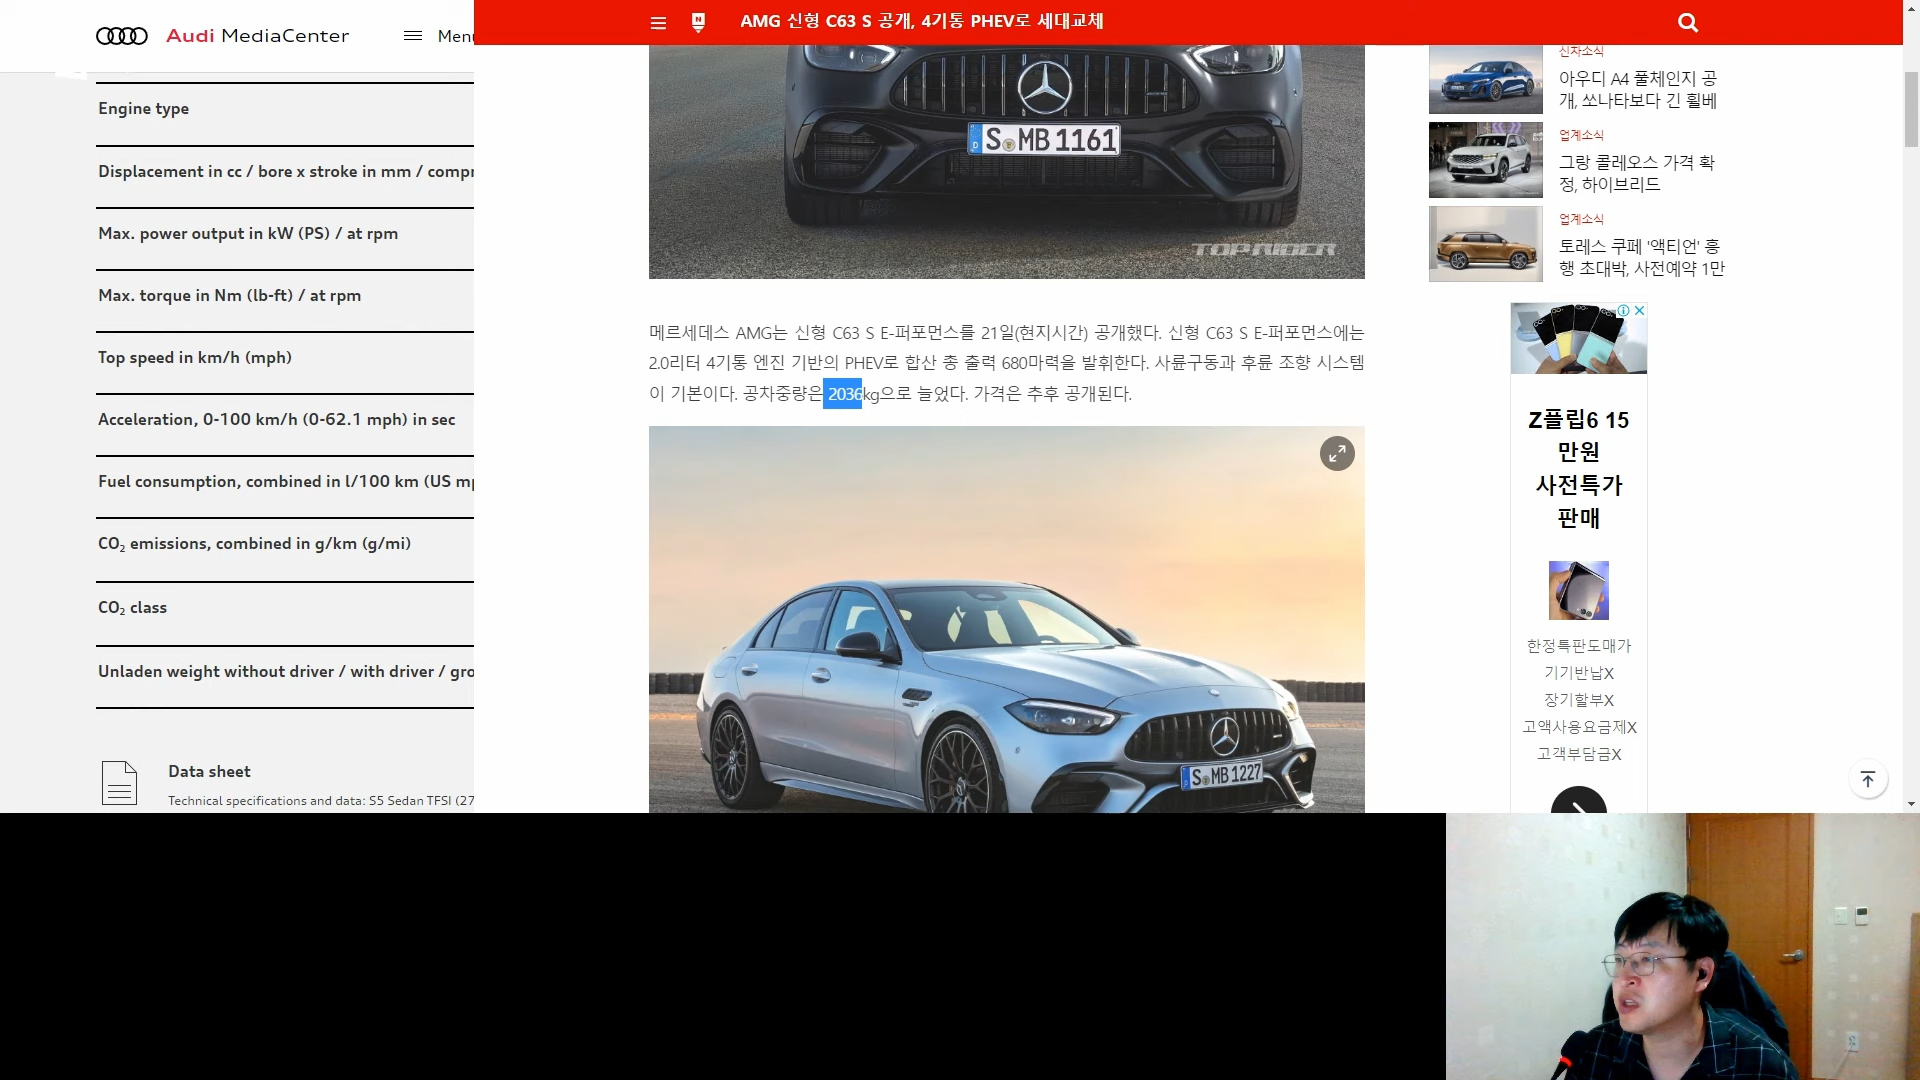 Audi MediaCenter
Menu
Engine type
Displacement in cc / bore x stroke in mm / compr
Max. power output in kW (PS) / at rpm
Max. torque in Nm (lb-ft) / at rpm
Top speed in km/h (mph)
Acceleration, 0-100 km/h (0-62.1 mph) in sec
Fuel consumption, combined in l/100 km (US mp
CO₂ emissions, combined in g/km (g/mi)
CO₂ class
Unladen weight without driver / with driver / gro
Data sheet
Technical specifications and data: S5 Sedan TFSI (27
N
AMG 신형 C63 S 공개, 4기통 PHEV로 세대교체
D
S MB 1161
TOPRIDER
메르세데스 AMG는 신형 C63 S E-퍼포먼스를 21일(현지시간) 공개했다. 신형 C63 S E-퍼포먼스에는
2.0리터 4기통 엔진 기반의 PHEV로 합산 총 출력 680마력을 발휘한다. 사륜구동과 후륜 조향 시스템
이 기본이다. 공차중량은 2036kg으로 늘었다. 가격은 추후 공개된다.
S MB 1227
신차소식
아우디 A4 풀체인지 공
개, 쏘나타보다 긴 휠베
업계소식
그랑 콜레오스 가격 확
정, 하이브리드
업계소식
토레스 쿠페 '액티언' 흥
행 초대박, 사전예약 1만
Z플립6 15
만원
사전특가
판매
한정특판도매가
기기반납X
장기할부X
고액사용요금제X
고객부담금X